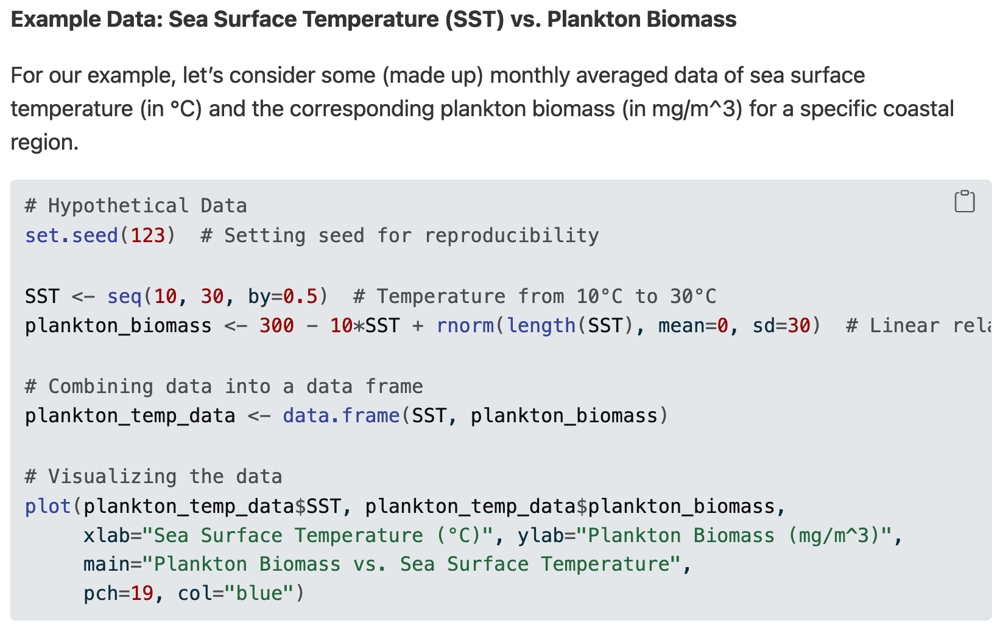 Example Data: Sea Surface Temperature (SST) vs. Plankton Biomass
For our example, let’s consider some (made up) monthly averaged data of sea surface
temperature (in °C) and the corresponding plankton biomass (in mg/m^3) for a specific coastal
region.
# Hypothetical Data
set.seed(123)  # Setting seed for reproducibility
SST <- seq(10, 30, by=0.5)  # Temperature from 10°C to 30°C
plankton_biomass <- 300 - 10*SST + rnorm(length(SST), mean=0, sd=30)  # Linear
# Combining data into a data frame
plankton_temp_data <- data.frame(SST, plankton_biomass)
# Visualizing the data
plot(plankton_temp_data$SST, plankton_temp_data$plankton_biomass,
     xlab="Sea Surface Temperature (°C)", ylab="Plankton Biomass (mg/m^3)",
     main="Plankton Biomass vs. Sea Surface Temperature",
     pch=19, col="blue")